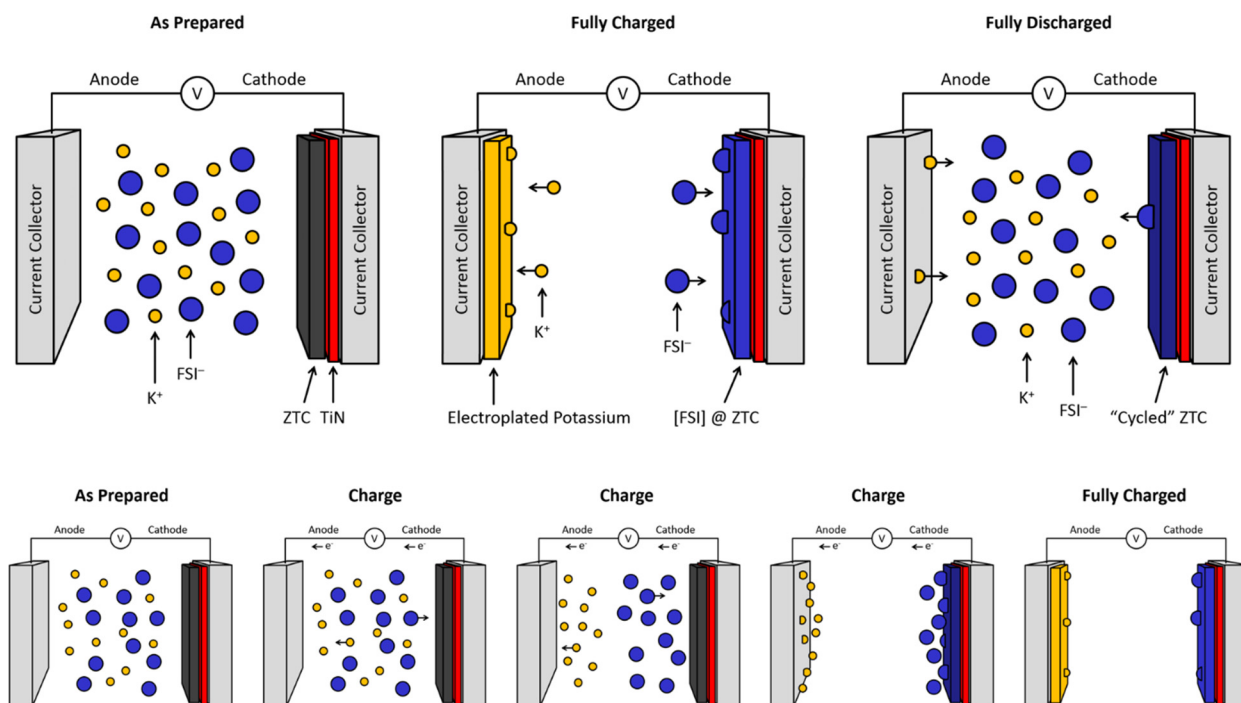 As Prepared
Fully Charged
Fully Discharged
Anode
V
Cathode
Anode
V
Cathode
Anode
V
Cathode
Current Collector
Current Collector
Current Collector
Current Collector
Current Collector
Current Collector
K⁺
FSI⁻
ZTC TiN
K⁺
FSI⁻
Electroplated Potassium
[FSI] @ ZTC
K⁺
FSI⁻
“Cycled” ZTC
As Prepared
Charge
Charge
Charge
Fully Charged
Anode
V
Cathode
Anode
V
Cathode
e⁻
e⁻
Anode
V
Cathode
e⁻
e⁻
Anode
V
Cathode
e⁻
e⁻
Anode
V
Cathode